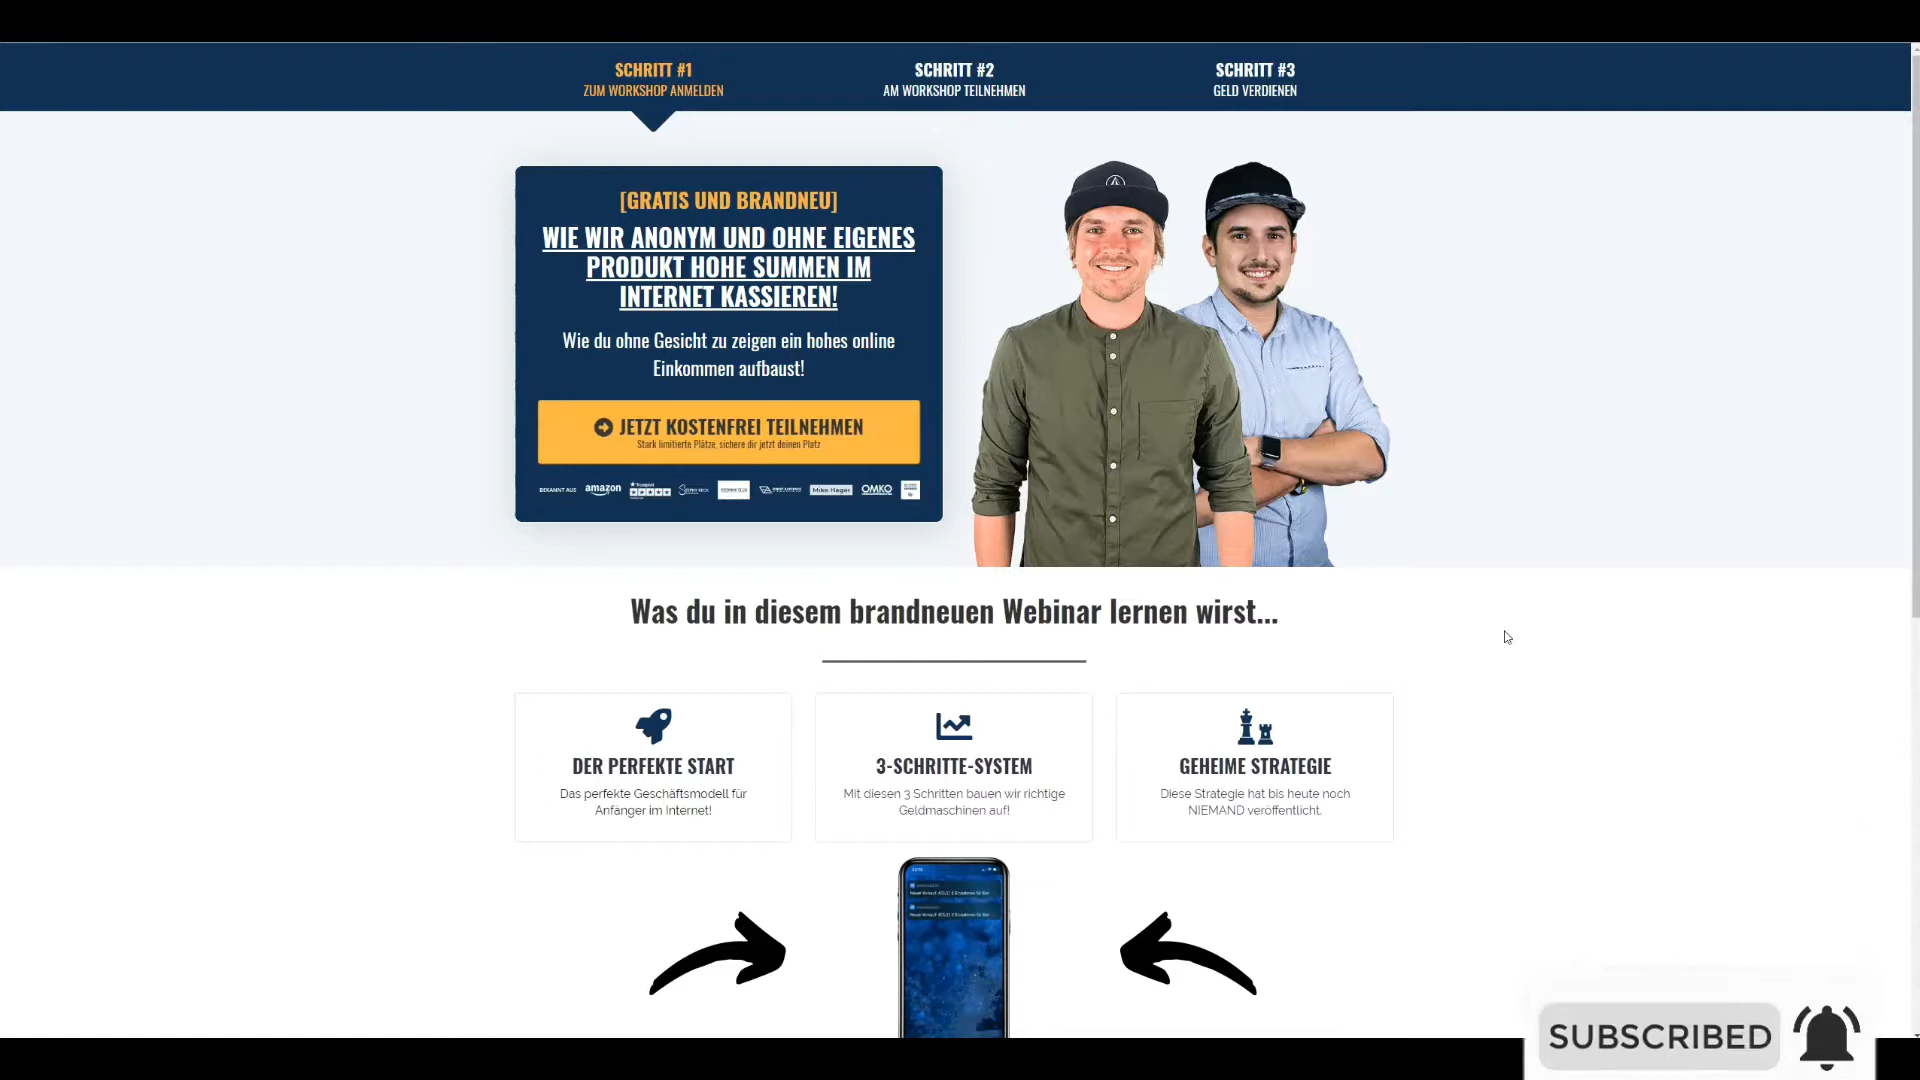 SCHRITT #1
ZUM WORKSHOP ANMELDEN
SCHRITT #2
AM WORKSHOP TEILNEHMEN
SCHRITT #3
GELD VERDIENEN
[GRATIS UND BRANDNEU]
WIE WIR ANONYM UND OHNE EIGENES
PRODUKT HOHE SUMMEN IM
INTERNET KASSIEREN!
Wie du ohne Gesicht zu zeigen ein hohes online
Einkommen aufbaust!
JETZT KOSTENFREI TEILNEHMEN
Stark limitierte Plätze, sichere dir jetzt deinen Platz
BEKANNT AUS
amazon
Trustpilot
Mike Hager
OMKO
Was du in diesem brandneuen Webinar lernen wirst...
DER PERFEKTE START
Das perfekte Geschäftsmodell für
Anfänger im Internet!
3-SCHRITTE-SYSTEM
Mit diesen 3 Schritten bauen wir richtige
Geldmaschinen auf!
GEHEIME STRATEGIE
Diese Strategie hat bis heute noch
NIEMAND veröffentlicht.
SUBSCRIBED